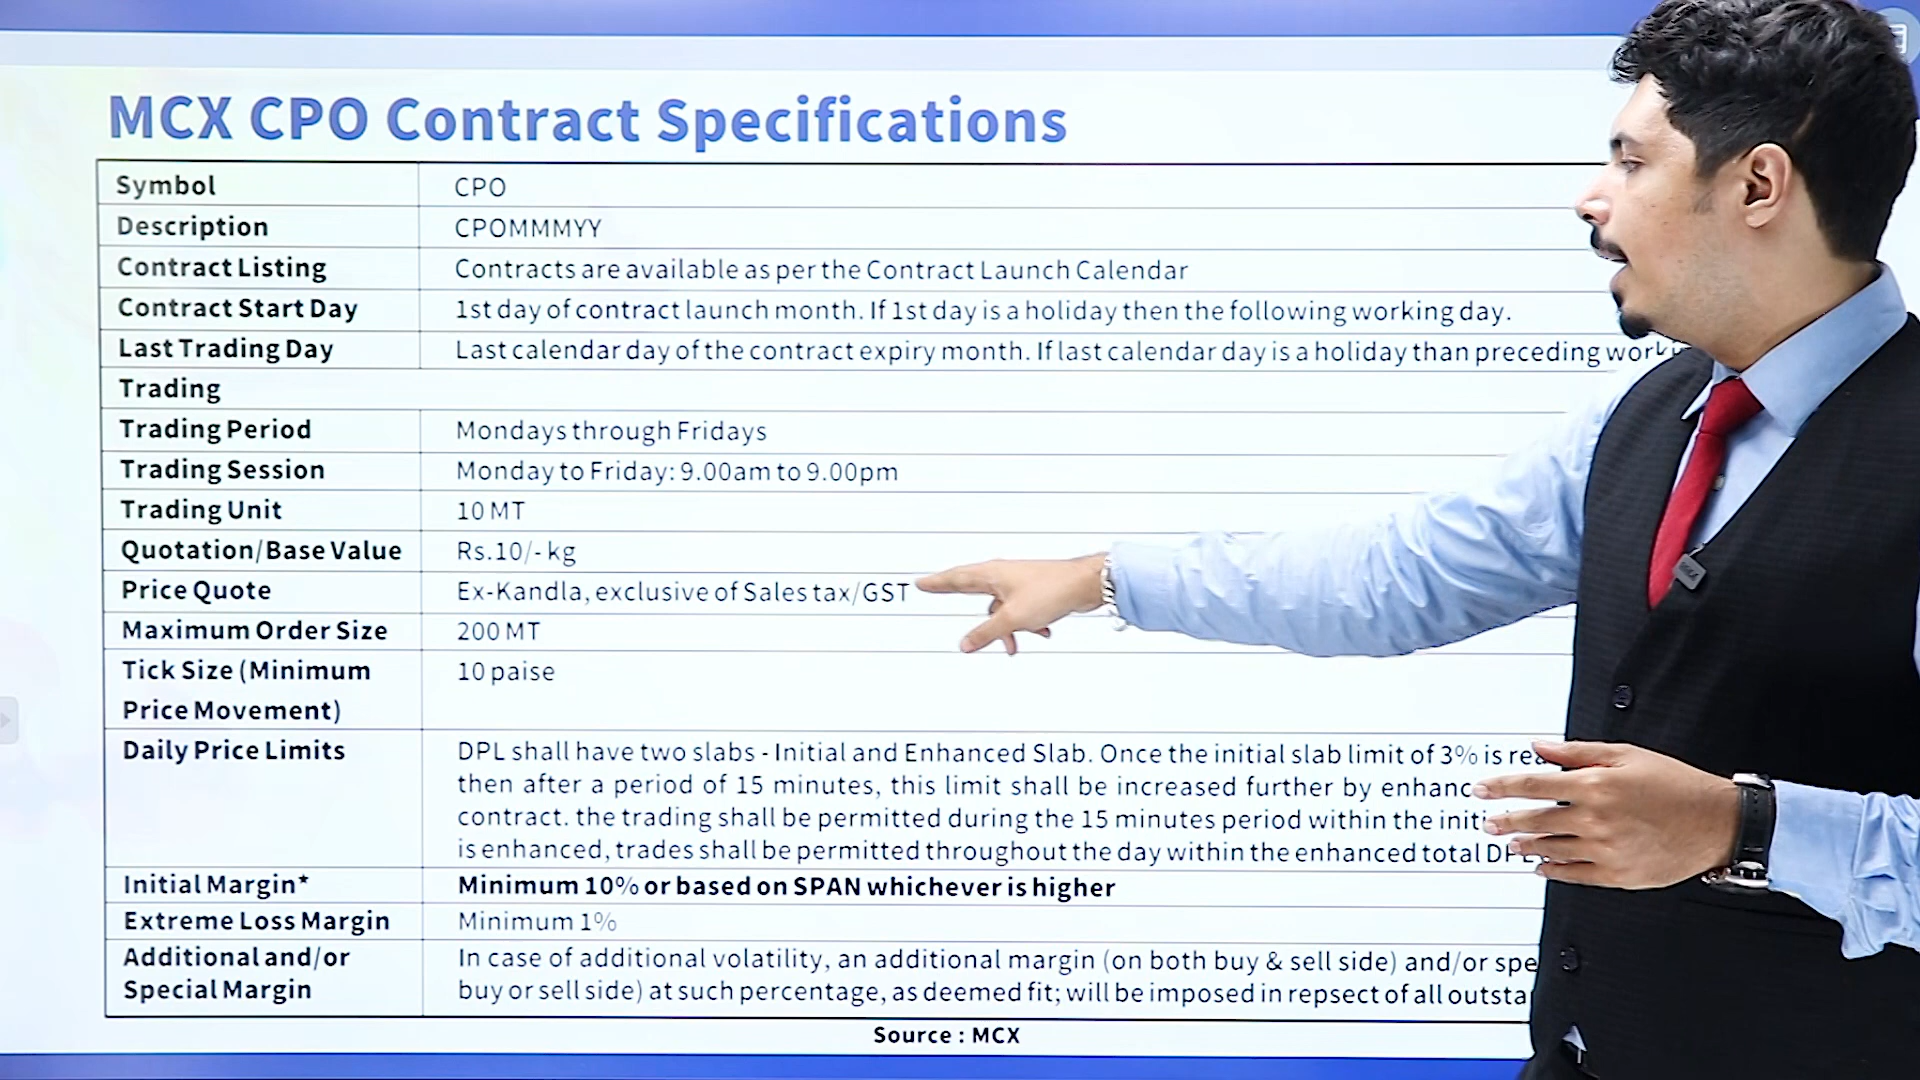 MCX CPO Contract Specifications
Symbol CPO
Description CPOMMMYY
Contract Listing Contracts are available as per the Contract Launch Calendar
Contract Start Day 1st day of contract launch month. If 1st day is a holiday then the following working day.
Last Trading Day Last calendar day of the contract expiry month. If last calendar day is a holiday than preceding
Trading
Trading Period Mondays through Fridays
Trading Session Monday to Friday: 9.00am to 9.00pm
Trading Unit 10 MT
Quotation/Base Value Rs.10/- kg
Price Quote Ex-Kandla, exclusive of Sales tax/GST
Maximum Order Size 200 MT
Tick Size (Minimum 10 paise
Price Movement)
Daily Price Limits DPL shall have two slabs - Initial and Enhanced Slab. Once the initial slab limit of 3% is
then after a period of 15 minutes, this limit shall be increased further by
contract. the trading shall be permitted during the 15 minutes period within the
is enhanced, trades shall be permitted throughout the day within the enhanced total
Initial Margin* Minimum 10% or based on SPAN whichever is higher
Extreme Loss Margin Minimum 1%
Additional and/or In case of additional volatility, an additional margin (on both buy & sell side) and/or
Special Margin buy or sell side) at such percentage, as deemed fit; will be imposed in repsect of all
Source : MCX